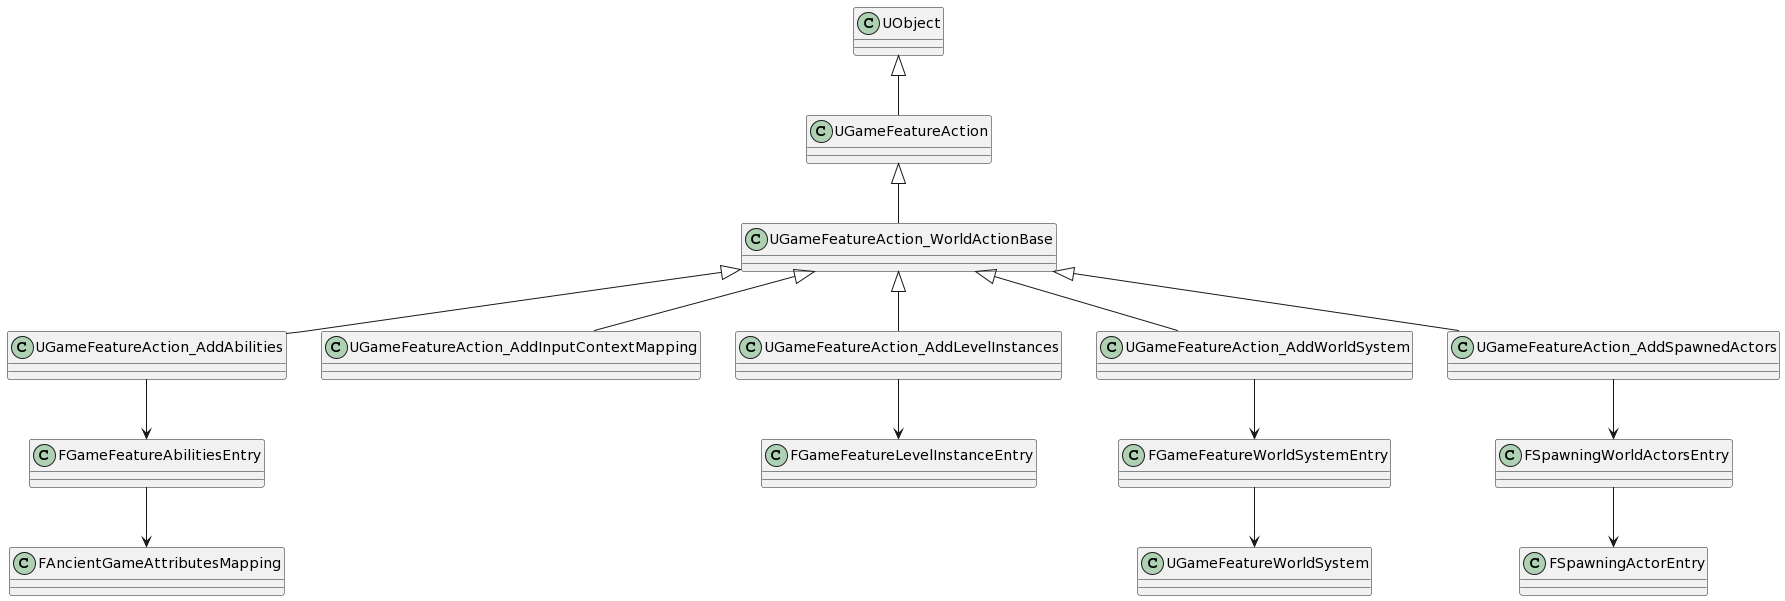 C UObject
C UGameFeatureAction
C UGameFeatureAction_WorldActionBase
C UGameFeatureAction_AddAbilities
C UGameFeatureAction_AddInputContextMapping
C UGameFeatureAction_AddLevelInstances
C UGameFeatureAction_AddWorldSystem
C UGameFeatureAction_AddSpawnedActors
C FGameFeatureAbilitiesEntry
C FGameFeatureLevelInstanceEntry
C FGameFeatureWorldSystemEntry
C FSpawningWorldActorsEntry
C FAncientGameAttributesMapping
C UGameFeatureWorldSystem
C FSpawningActorEntry